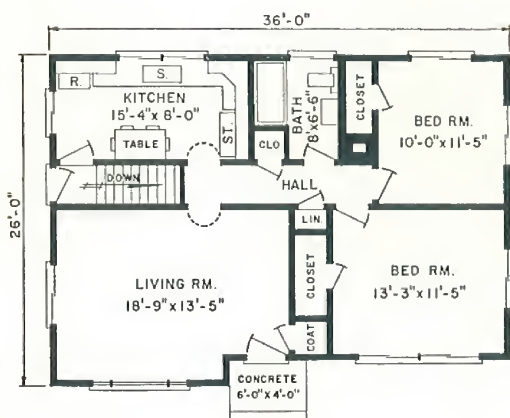 36'-0"
26'-0"
R.
S.
KITCHEN
15'-4" x 8'-0"
TABLE
ST.
BATH
8'x6'-6"
CLO
CLOSET
BED RM.
10'-0" x 11'-5"
DOWN
HALL
LIN.
LIVING RM.
18'-9" x 13'-5"
CLOSET
BED RM.
13'-3" x 11'-5"
COAT
CONCRETE
6'-0" x 4'-0"